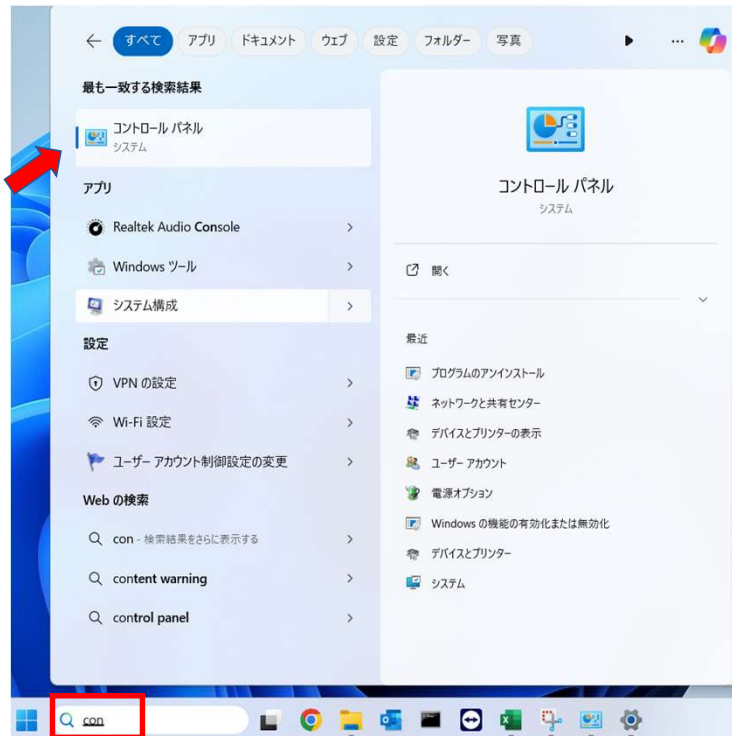 すべて アプリ ドキュメント ウェブ 設定 フォルダー 写真
最も一致する検索結果
コントロール パネル
システム
アプリ
Realtek Audio Console
Windows ツール
システム構成
設定
VPN の設定
Wi-Fi 設定
ユーザー アカウント制御設定の変更
Web の検索
con - 検索結果をさらに表示する
content warning
control panel
コントロール パネル
システム
開く
最近
プログラムのアンインストール
ネットワークと共有センター
デバイスとプリンターの表示
ユーザー アカウント
電源オプション
Windows の機能の有効化または無効化
デバイスとプリンター
システム
con